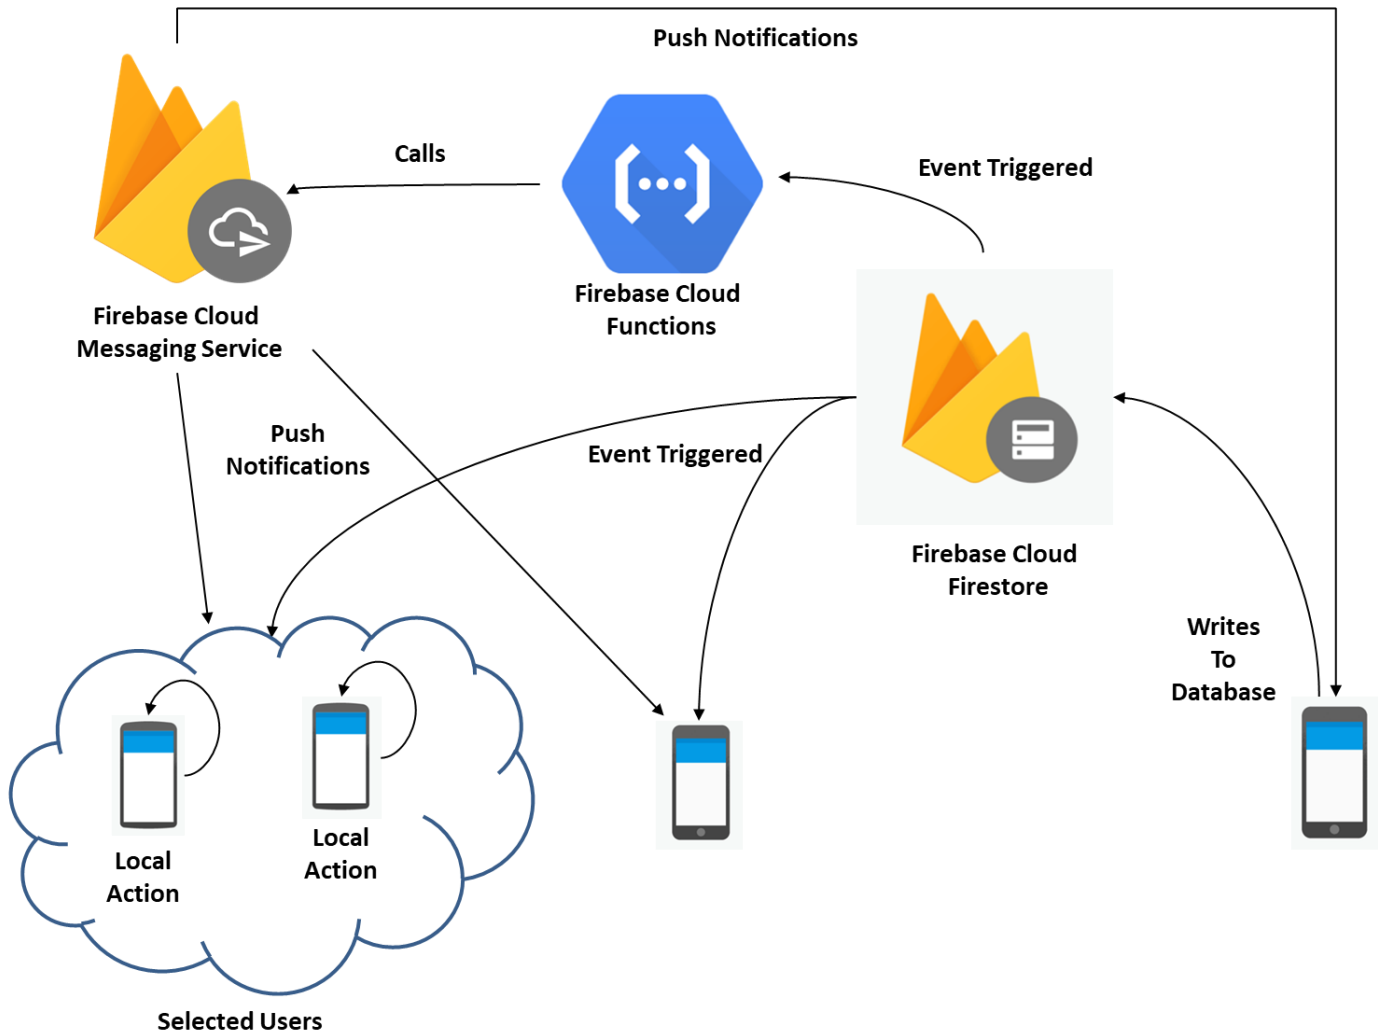 Push Notifications
Calls
Event Triggered
Firebase Cloud
Functions
Firebase Cloud
Messaging Service
Push
Notifications
Event Triggered
Firebase Cloud
Firestore
Writes
To
Database
Local
Action
Local
Action
Selected Users